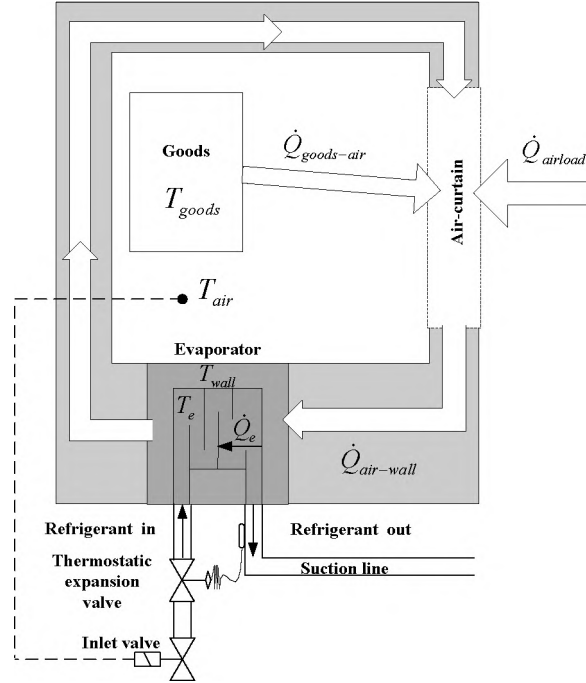 Goods
T_goods
Q̇_goods-air
Air-curtain
Q̇_airload
T_air
Evaporator
T_wall
T_e
Q̇_e
Q̇_air-wall
Refrigerant in
Refrigerant out
Thermostatic
expansion
valve
Suction line
Inlet valve